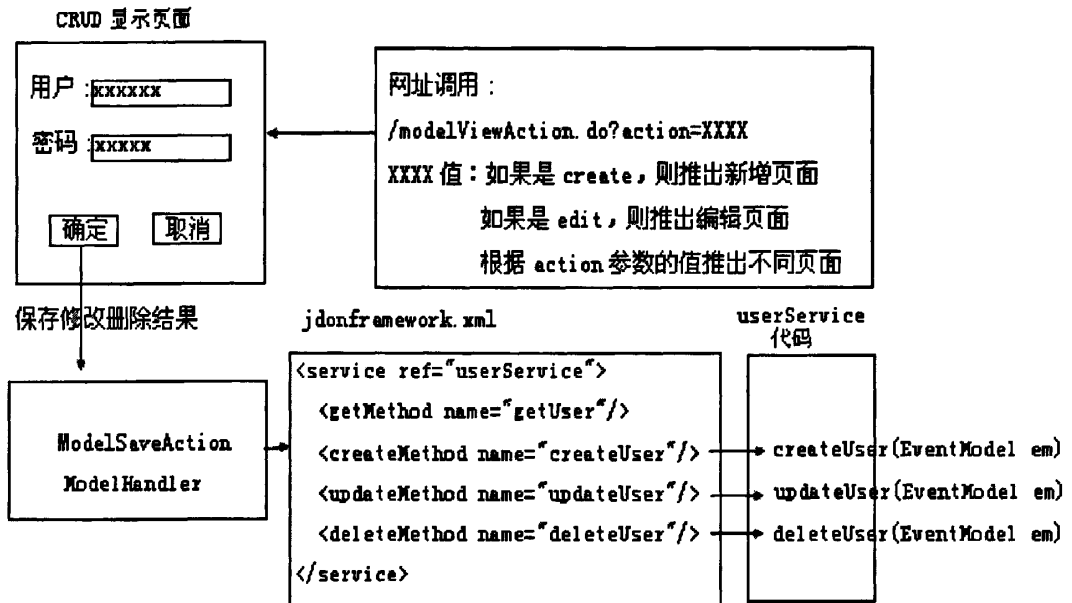 CRUD 显示页面
用户:xxxxxx
密码:xxxxx
确定 取消
网址调用:
/modelViewAction.do?action=XXXX
XXXX 值:如果是 create,则推出新增页面
如果是 edit,则推出编辑页面
根据 action 参数的值推出不同页面
保存修改删除结果
ModelSaveAction
ModelHandler
jdonframework.xml
<service ref="userService">
<getMethod name="getUser"/>
<createMethod name="createUser"/>
<updateMethod name="updateUser"/>
<deleteMethod name="deleteUser"/>
</service>
userService
代码
createUser(EventModel em)
updateUser(EventModel em)
deleteUser(EventModel em)